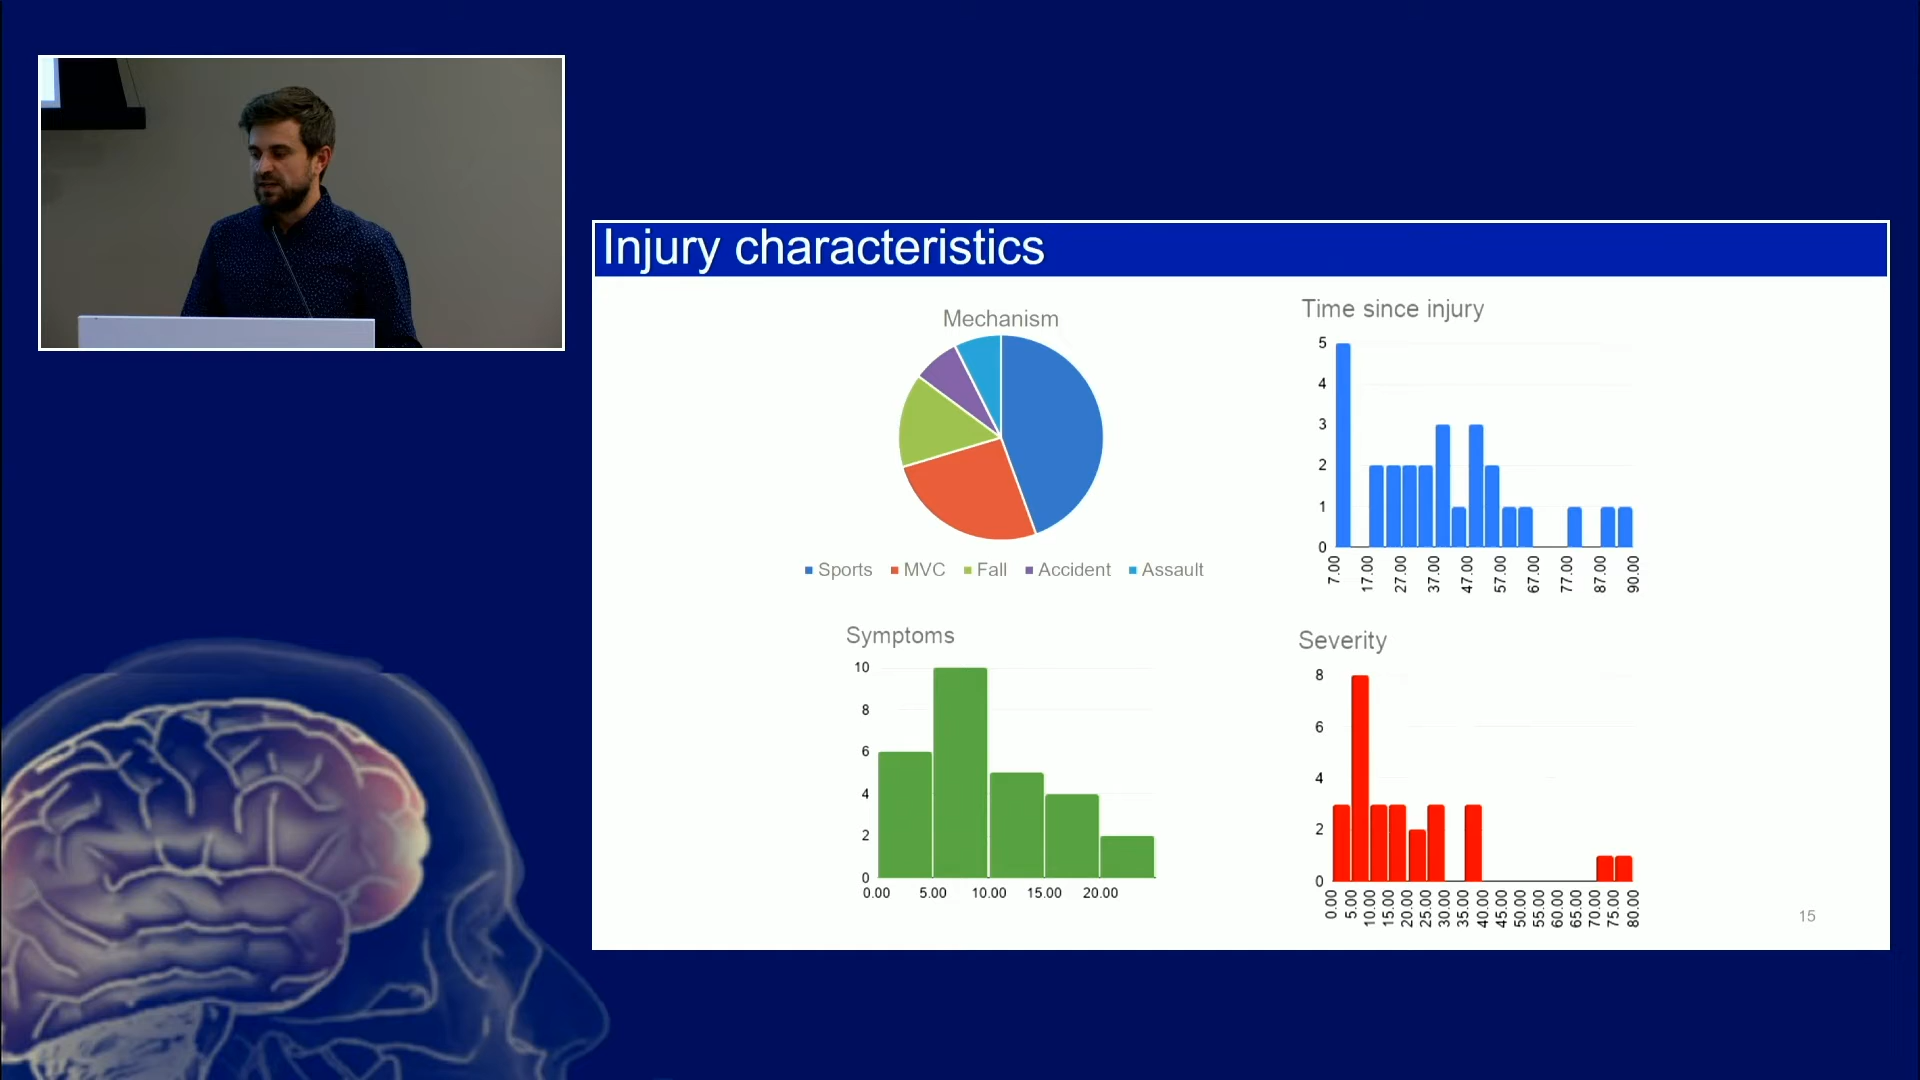 Injury characteristics
Mechanism
Sports MVC Fall Accident Assault
Time since injury
5
4
3
2
1
0
7.00 17.00 27.00 37.00 47.00 57.00 67.00 77.00 87.00 90.00
Symptoms
10
8
6
4
2
0
0.00 5.00 10.00 15.00 20.00
Severity
8
6
4
2
0
0.00 5.00 10.00 15.00 20.00 25.00 30.00 35.00 40.00 45.00 50.00 55.00 60.00 65.00 70.00 75.00 80.00
15